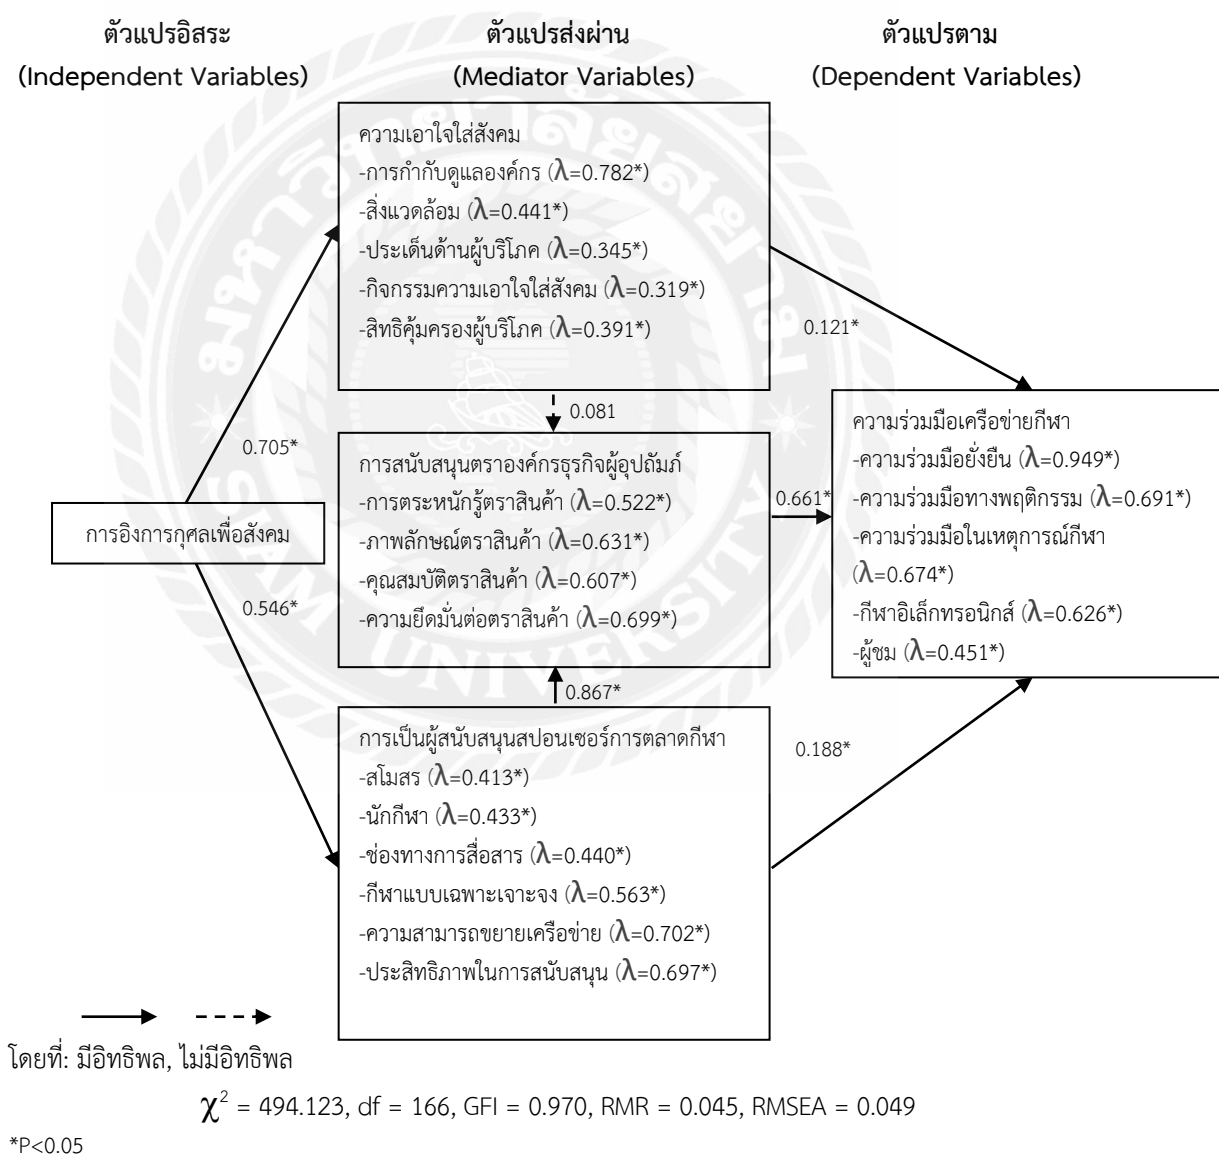 ตัวแปรอิสระ
(Independent Variables)
ตัวแปรส่งผ่าน
(Mediator Variables)
ตัวแปรตาม
(Dependent Variables)
ความเอาใจใส่สังคม
-การกำกับดูแลองค์กร (λ=0.782*)
-สิ่งแวดล้อม (λ=0.441*)
-ประเด็นด้านผู้บริโภค (λ=0.345*)
-กิจกรรมความเอาใจใส่สังคม (λ=0.319*)
-สิทธิคุ้มครองผู้บริโภค (λ=0.391*)
0.121*
0.081
0.705*
การอิงการกุศลเพื่อสังคม
0.546*
การสนับสนุนตราองค์กรธุรกิจผู้อุปถัมภ์
-การตระหนักรู้ตราสินค้า (λ=0.522*)
-ภาพลักษณ์ตราสินค้า (λ=0.631*)
-คุณสมบัติตราสินค้า (λ=0.607*)
-ความยึดมั่นต่อตราสินค้า (λ=0.699*)
0.661*
ความร่วมมือเครือข่ายกีฬา
-ความร่วมมือยั่งยืน (λ=0.949*)
-ความร่วมมือทางพฤติกรรม (λ=0.691*)
-ความร่วมมือในเหตุการณ์กีฬา
(λ=0.674*)
-กีฬาอิเล็กทรอนิกส์ (λ=0.626*)
-ผู้ชม (λ=0.451*)
0.867*
การเป็นผู้สนับสนุนสปอนเซอร์การตลาดกีฬา
-สโมสร (λ=0.413*)
-นักกีฬา (λ=0.433*)
-ช่องทางการสื่อสาร (λ=0.440*)
-กีฬาแบบเฉพาะเจาะจง (λ=0.563*)
-ความสามารถขยายเครือข่าย (λ=0.702*)
-ประสิทธิภาพในการสนับสนุน (λ=0.697*)
0.188*
โดยที่: มีอิทธิพล, ไม่มีอิทธิพล
χ² = 494.123, df = 166, GFI = 0.970, RMR = 0.045, RMSEA = 0.049
*P<0.05
มหาวิทยาลัยสยาม
SIAM UNIVERSITY